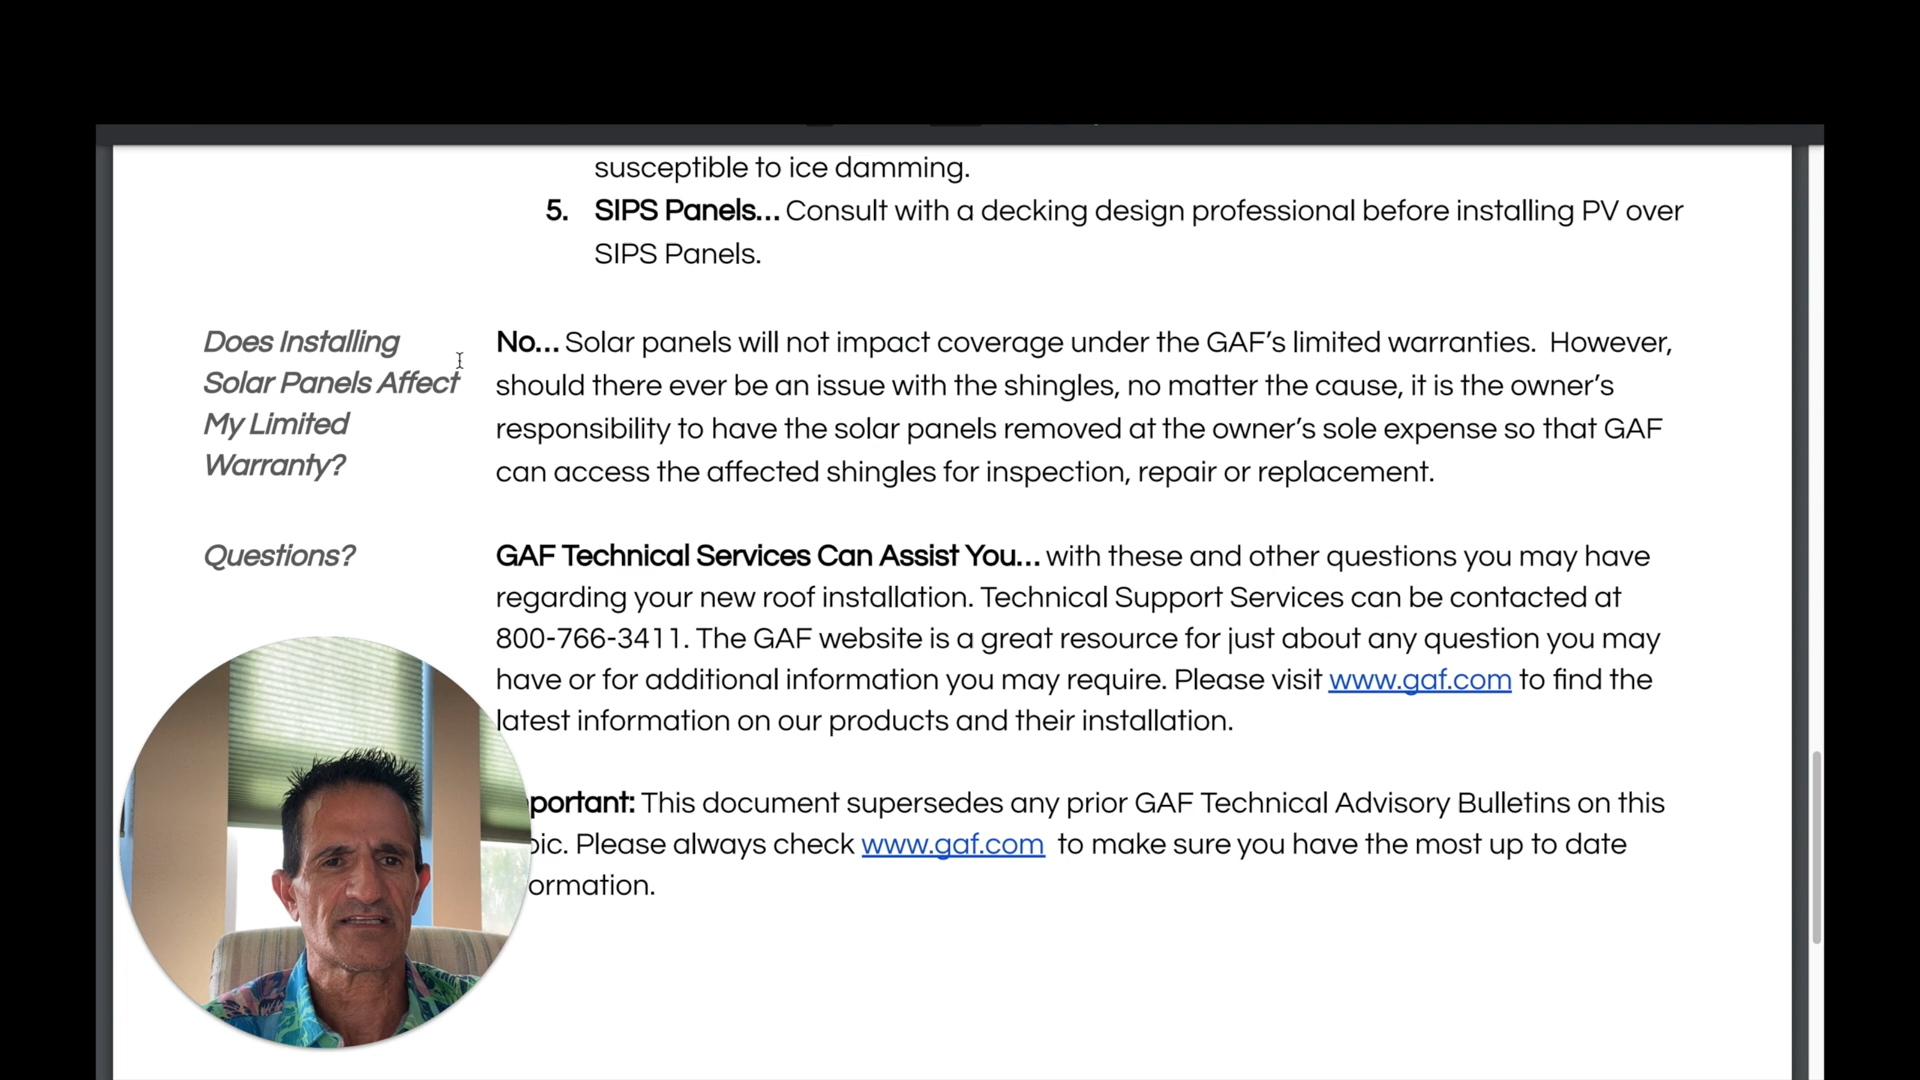 susceptible to ice damming.
5. SIPS Panels... Consult with a decking design professional before installing PV over
SIPS Panels.
Does Installing
Solar Panels Affect
My Limited
Warranty?
No... Solar panels will not impact coverage under the GAF's limited warranties. However,
should there ever be an issue with the shingles, no matter the cause, it is the owner's
responsibility to have the solar panels removed at the owner's sole expense so that GAF
can access the affected shingles for inspection, repair or replacement.
Questions?
GAF Technical Services Can Assist You... with these and other questions you may have
regarding your new roof installation. Technical Support Services can be contacted at
800-766-3411. The GAF website is a great resource for just about any question you may
have or for additional information you may require. Please visit www.gaf.com to find the
latest information on our products and their installation.
portant: This document supersedes any prior GAF Technical Advisory Bulletins on this
pic. Please always check www.gaf.com to make sure you have the most up to date
ormation.